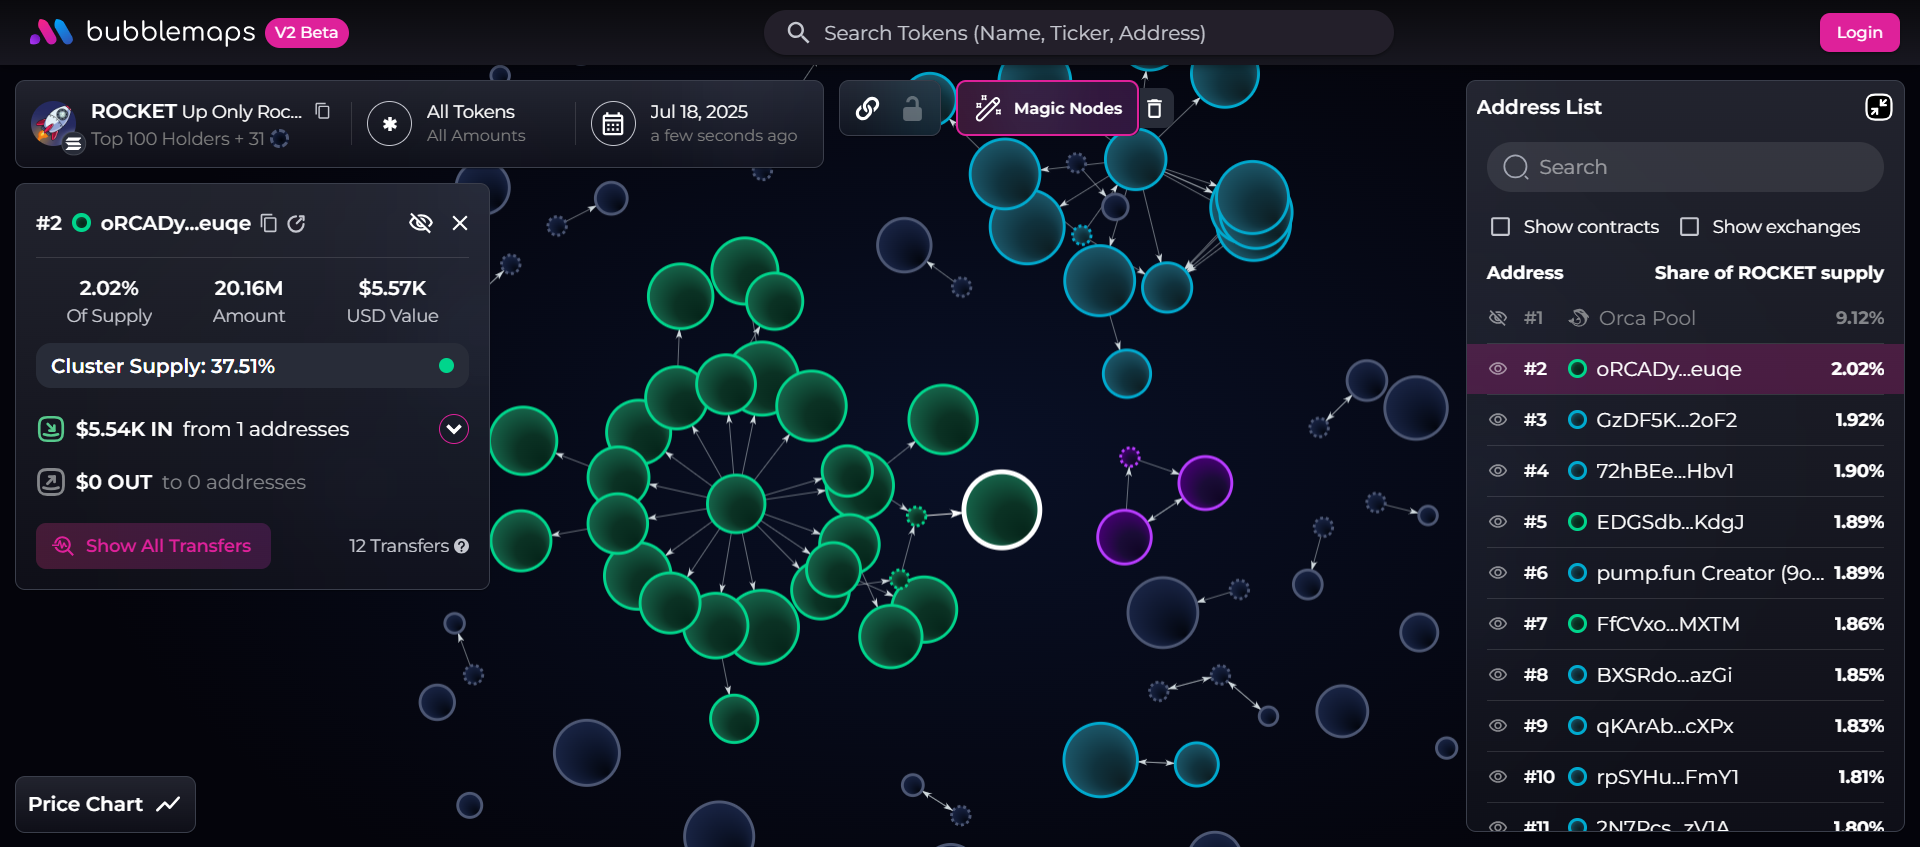 bubblemaps V2 Beta
Search Tokens (Name, Ticker, Address)
Login
ROCKET Up Only Roc...
Top 100 Holders + 31
All Tokens
All Amounts
Jul 18, 2025
a few seconds ago
Magic Nodes
#2 oRCADy...euqe
2.02% 20.16M $5.57K
Of Supply Amount USD Value
Cluster Supply: 37.51%
$5.54K IN from 1 addresses
$0 OUT to 0 addresses
Show All Transfers 12 Transfers
Price Chart
Address List
Search
Show contracts Show exchanges
Address Share of ROCKET supply
#1 Orca Pool 9.12%
#2 oRCADy...euqe 2.02%
#3 GzDF5K...2oF2 1.92%
#4 72hBEe...Hbv1 1.90%
#5 EDGSdb...KdgJ 1.89%
#6 pump.fun Creator (9o... 1.89%
#7 FfCVxo...MXTM 1.86%
#8 BXSRdo...azGi 1.85%
#9 qKArAb...cXPx 1.83%
#10 rpSYHu...FmY1 1.81%
#11 2N7Pcs...zV1A 1.80%